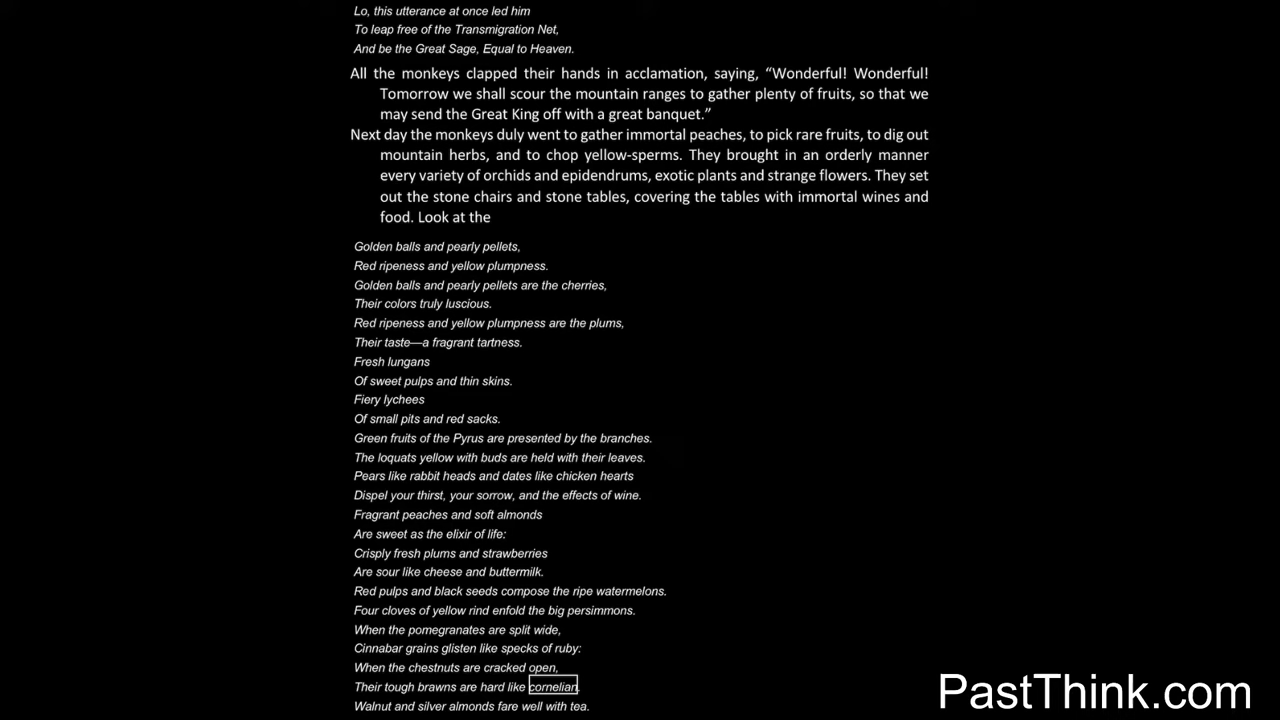 Lo, this utterance at once led him
To leap free of the Transmigration Net,
And be the Great Sage, Equal to Heaven.
All the monkeys clapped their hands in acclamation, saying, “Wonderful! Wonderful!
Tomorrow we shall scour the mountain ranges to gather plenty of fruits, so that we
may send the Great King off with a great banquet.”
Next day the monkeys duly went to gather immortal peaches, to pick rare fruits, to dig out
mountain herbs, and to chop yellow-sperms. They brought in an orderly manner
every variety of orchids and epidendrums, exotic plants and strange flowers. They set
out the stone chairs and stone tables, covering the tables with immortal wines and
food. Look at the
Golden balls and pearly pellets,
Red ripeness and yellow plumpness.
Golden balls and pearly pellets are the cherries,
Their colors truly luscious.
Red ripeness and yellow plumpness are the plums,
Their taste—a fragrant tartness.
Fresh lungans
Of sweet pulps and thin skins.
Fiery lychees
Of small pits and red sacks.
Green fruits of the Pyrus are presented by the branches.
The loquats yellow with buds are held with their leaves.
Pears like rabbit heads and dates like chicken hearts
Dispel your thirst, your sorrow, and the effects of wine.
Fragrant peaches and soft almonds
Are sweet as the elixir of life:
Crisply fresh plums and strawberries
Are sour like cheese and buttermilk.
Red pulps and black seeds compose the ripe watermelons.
Four cloves of yellow rind enfold the big persimmons.
When the pomegranates are split wide,
Cinnabar grains glisten like specks of ruby:
When the chestnuts are cracked open,
Their tough brawns are hard like cornelian.
Walnut and silver almonds fare well with tea.
PastThink.com